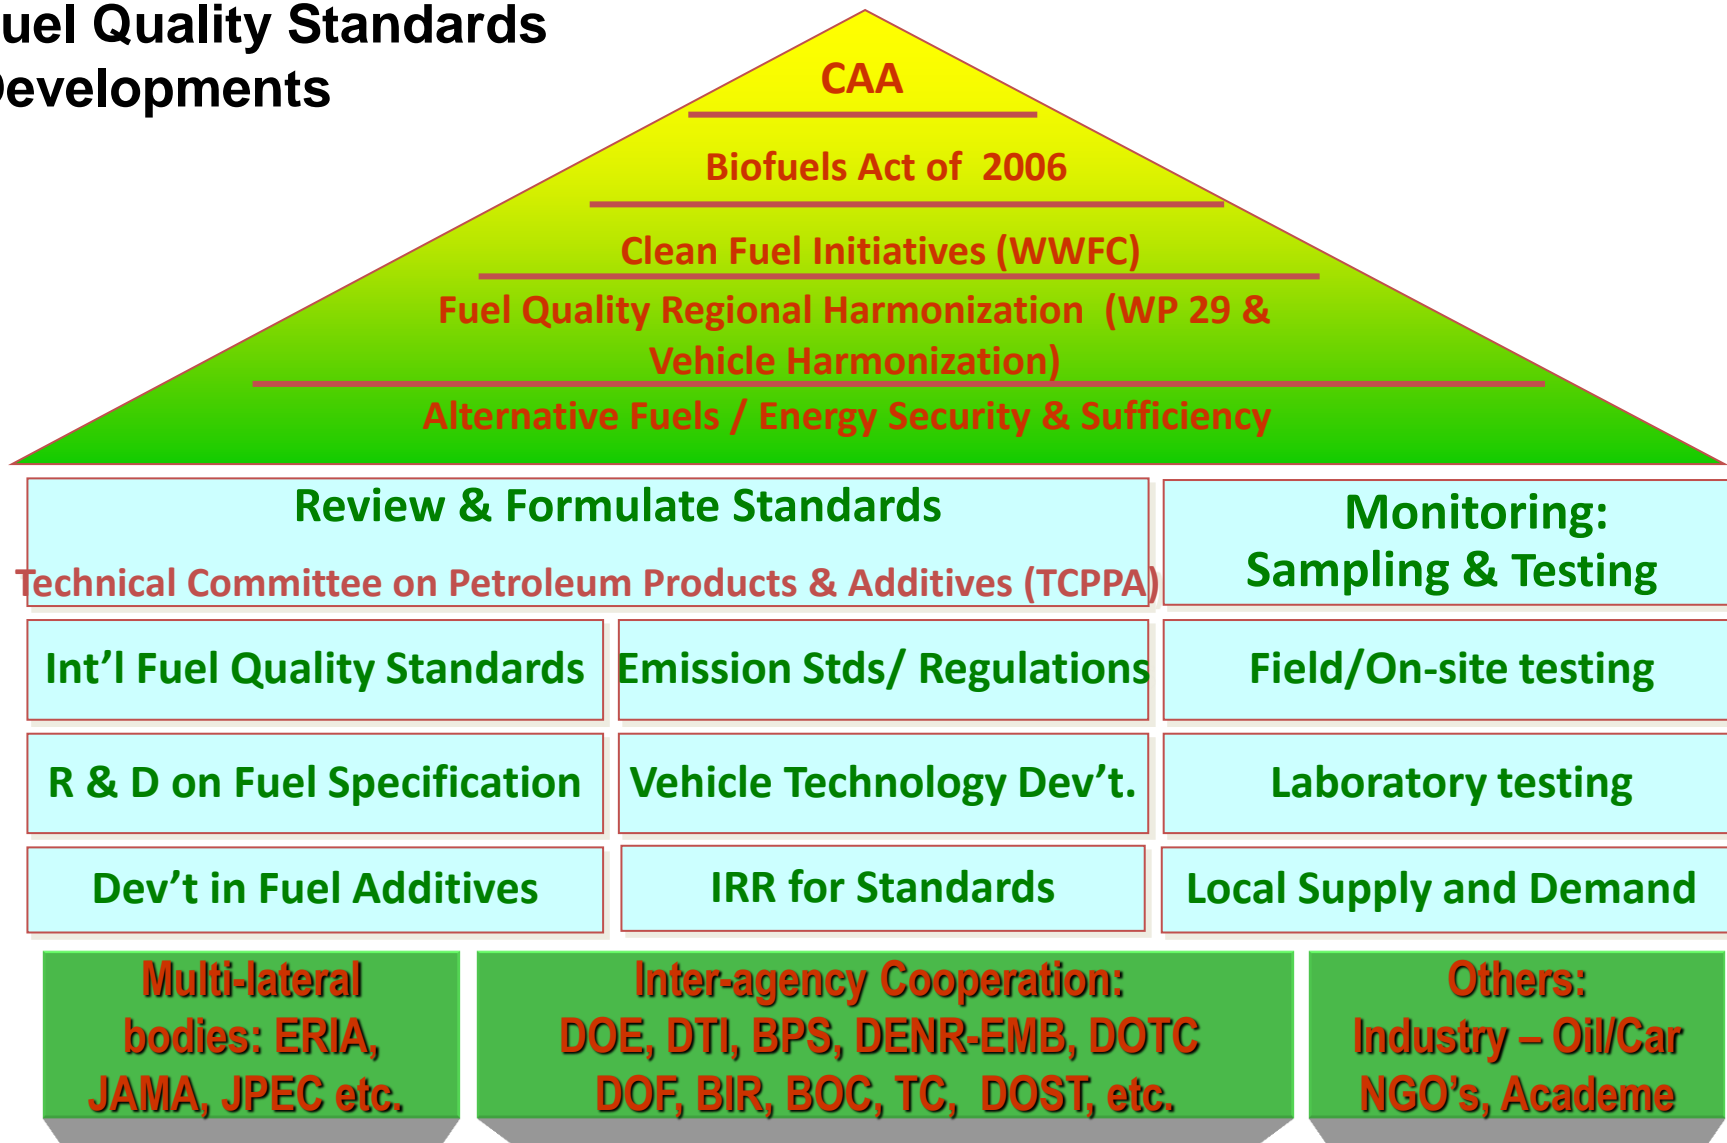 uel Quality Standards
Developments
CAA
Biofuels Act of 2006
Clean Fuel Initiatives (WWFC)
Fuel Quality Regional Harmonization (WP 29 &
Vehicle Harmonization)
Alternative Fuels / Energy Security & Sufficiency
Review & Formulate Standards
Technical Committee on Petroleum Products & Additives (TCPPA)
Monitoring:
Sampling & Testing
Int’l Fuel Quality Standards
Emission Stds/ Regulations
Field/On-site testing
R & D on Fuel Specification
Vehicle Technology Dev’t.
Laboratory testing
Dev’t in Fuel Additives
IRR for Standards
Local Supply and Demand
Multi-lateral
bodies: ERIA,
JAMA, JPEC etc.
Inter-agency Cooperation:
DOE, DTI, BPS, DENR-EMB, DOTC
DOF, BIR, BOC, TC, DOST, etc.
Others:
Industry – Oil/Car
NGO’s, Academe